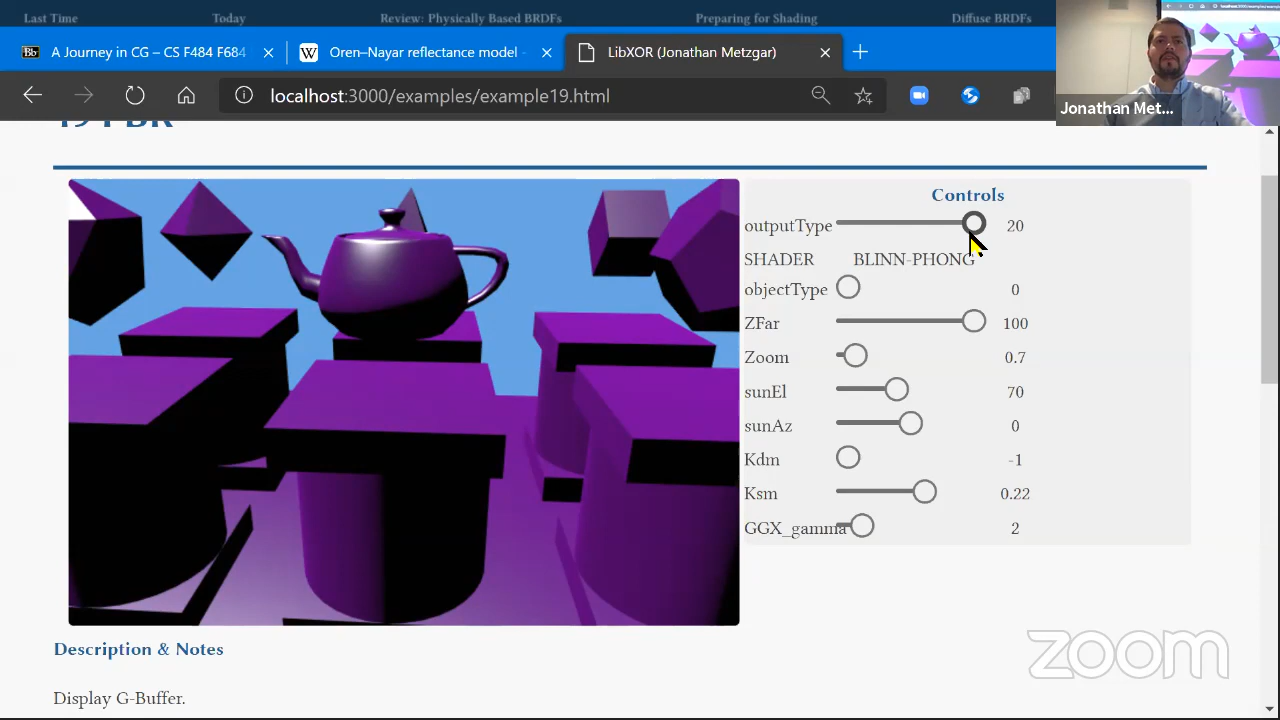 Last Time Today Review: Physically Based BRDFs Preparing for Shading Diffuse BRDFs
Bb A Journey in CG – CS F484 F684 W Oren–Nayar reflectance model - LibXOR (Jonathan Metzgar)
localhost:3000/examples/example19.html
Jonathan Met...
19 PBR
Controls
outputType 20
SHADER BLINN-PHONG
objectType 0
ZFar 100
Zoom 0.7
sunEl 70
sunAz 0
Kdm -1
Ksm 0.22
GGX_gamma 2
Description & Notes
zoom
Display G-Buffer.